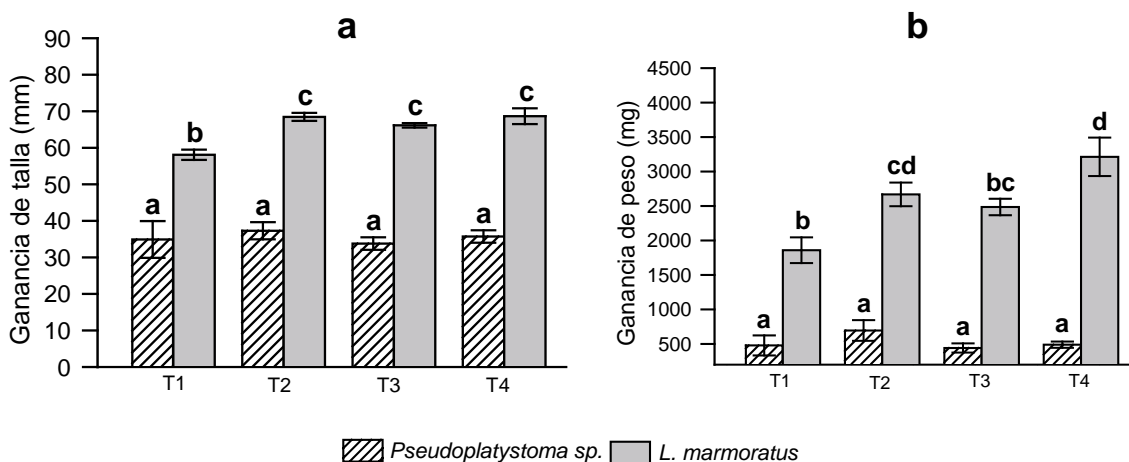 a
Ganancia de talla (mm)
90
80
70
60
50
40
30
20
10
0
a
b
a
c
a
c
a
c
T1
T2
T3
T4
b
Ganancia de peso (mg)
4500
4000
3500
3000
2500
2000
1500
1000
500
a
b
a
cd
a
bc
a
d
T1
T2
T3
T4
Pseudoplatystoma sp.
L. marmoratus